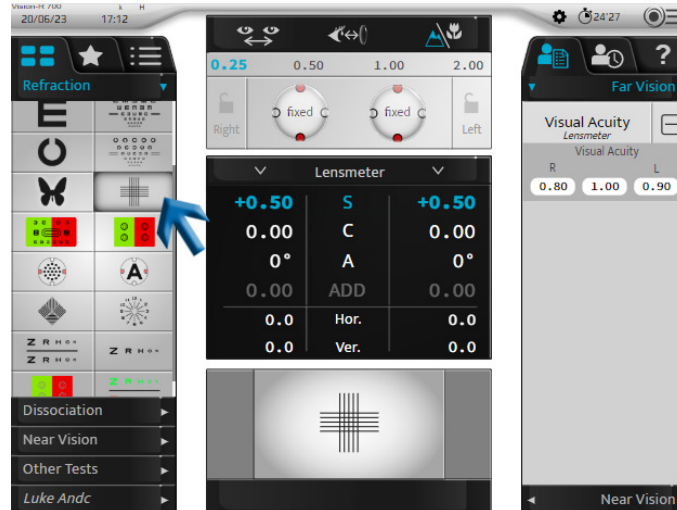 Vision-R 700
20/06/23 17:12
24'27
Refraction
0.25 0.50 1.00 2.00
Right fixed fixed Left
Lensmeter
+0.50 S +0.50
0.00 C 0.00
0° A 0°
0.00 ADD 0.00
0.0 Hor. 0.0
0.0 Ver. 0.0
A
Z R H O K
Z R H O K
Z R H O K
Dissociation
Near Vision
Other Tests
Luke Andc
?
Far Vision
Visual Acuity
Lensmeter
Visual Acuity
R L
0.80 1.00 0.90
Near Vision